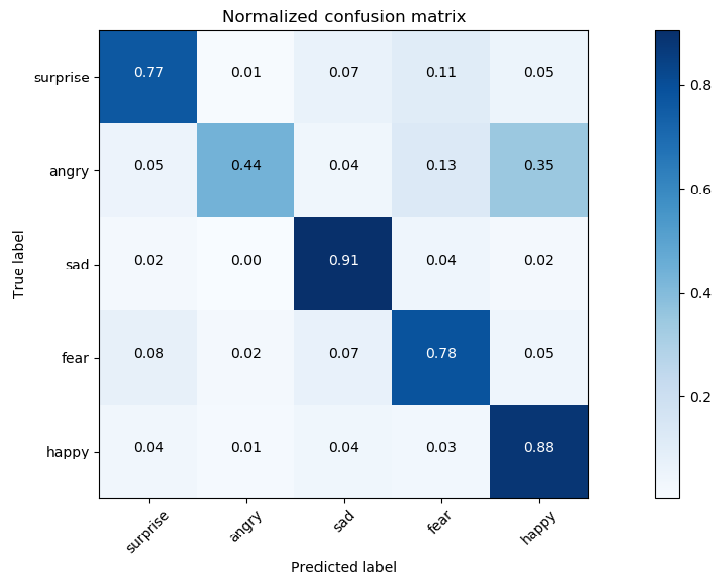 Normalized confusion matrix
surprise 0.77 0.01 0.07 0.11 0.05
angry 0.05 0.44 0.04 0.13 0.35
sad 0.02 0.00 0.91 0.04 0.02
fear 0.08 0.02 0.07 0.78 0.05
happy 0.04 0.01 0.04 0.03 0.88
surprise angry sad fear happy
Predicted label
True label
0.8
0.6
0.4
0.2